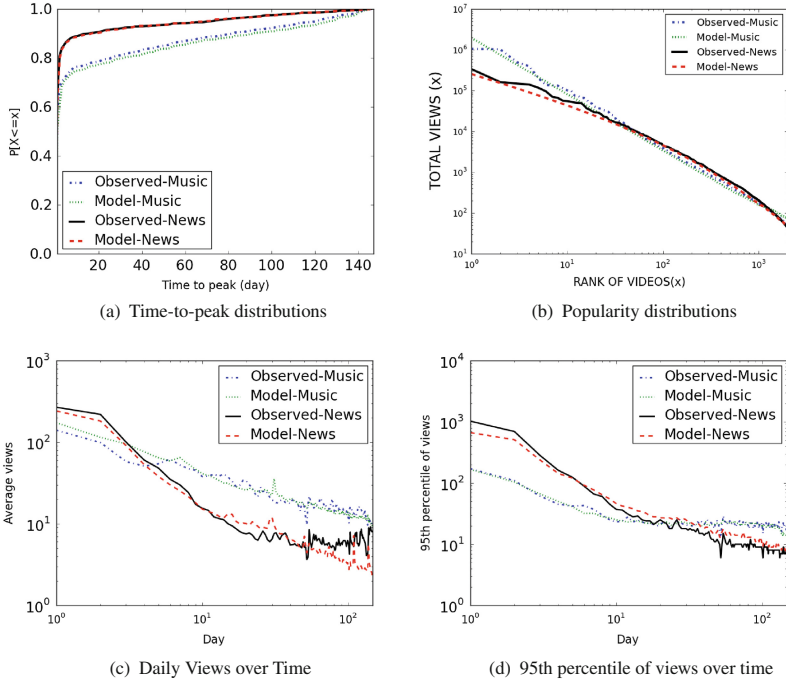 1.0
0.8
0.6
0.4
0.2
0.0
P[X<=x]
Observed-Music
Model-Music
Observed-News
Model-News
20 40 60 80 100 120 140
Time to peak (day)
(a) Time-to-peak distributions
10^7
10^6
10^5
10^4
10^3
10^2
10^1
TOTAL VIEWS (x)
Observed-Music
Model-Music
Observed-News
Model-News
10^0 10^1 10^2 10^3
RANK OF VIDEOS(x)
(b) Popularity distributions
10^3
10^2
10^1
10^0
Average views
Observed-Music
Model-Music
Observed-News
Model-News
10^0 10^1 10^2
Day
(c) Daily Views over Time
10^4
10^3
10^2
10^1
10^0
95th percentile of views
Observed-Music
Model-Music
Observed-News
Model-News
10^0 10^1 10^2
Day
(d) 95th percentile of views over time